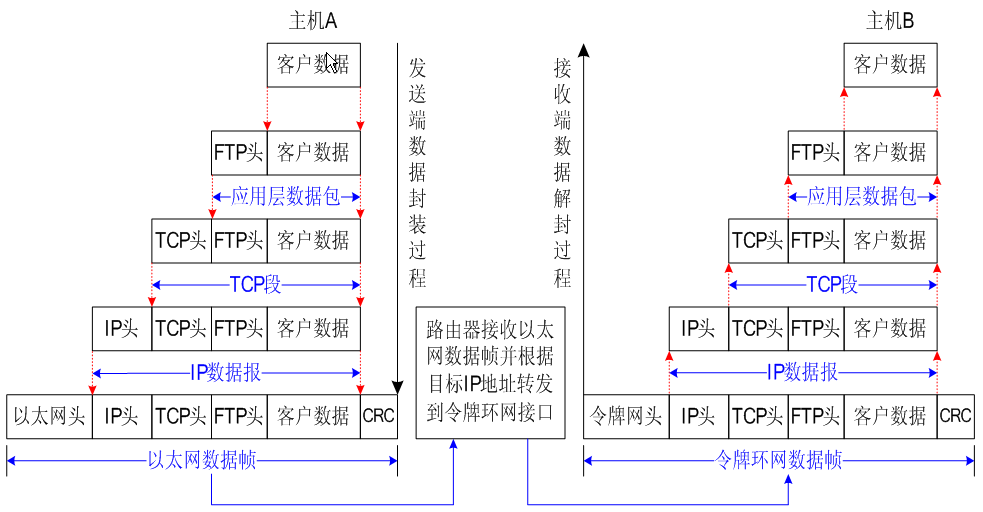 主机A
主机B
客户数据
客户数据
FTP头 客户数据
FTP头 客户数据
应用层数据包
应用层数据包
TCP头 FTP头 客户数据
TCP头 FTP头 客户数据
TCP段
TCP段
IP头 TCP头 FTP头 客户数据
IP头 TCP头 FTP头 客户数据
IP数据报
IP数据报
以太网头 IP头 TCP头 FTP头 客户数据 CRC
令牌网头 IP头 TCP头 FTP头 客户数据 CRC
以太网数据帧
令牌环网数据帧
发送端数据封装过程
接收端数据解封过程
路由器接收以太
网数据帧并根据
目标IP地址转发
到令牌环网接口